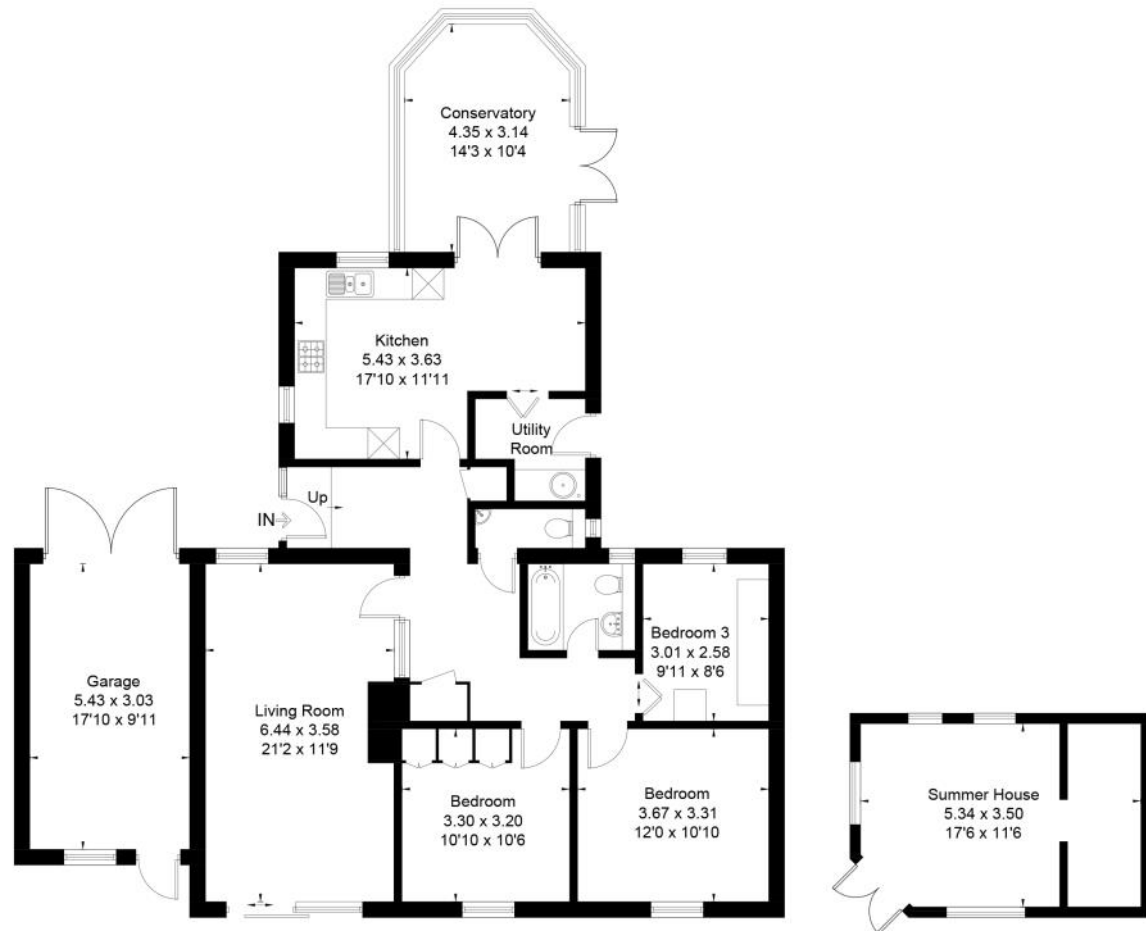 Conservatory
4.35 x 3.14
14'3 x 10'4
Kitchen
5.43 x 3.63
17'10 x 11'11
Utility
Room
Up
IN
Garage
5.43 x 3.03
17'10 x 9'11
Living Room
6.44 x 3.58
21'2 x 11'9
Bedroom 3
3.01 x 2.58
9'11 x 8'6
Bedroom
3.30 x 3.20
10'10 x 10'6
Bedroom
3.67 x 3.31
12'0 x 10'10
Summer House
5.34 x 3.50
17'6 x 11'6